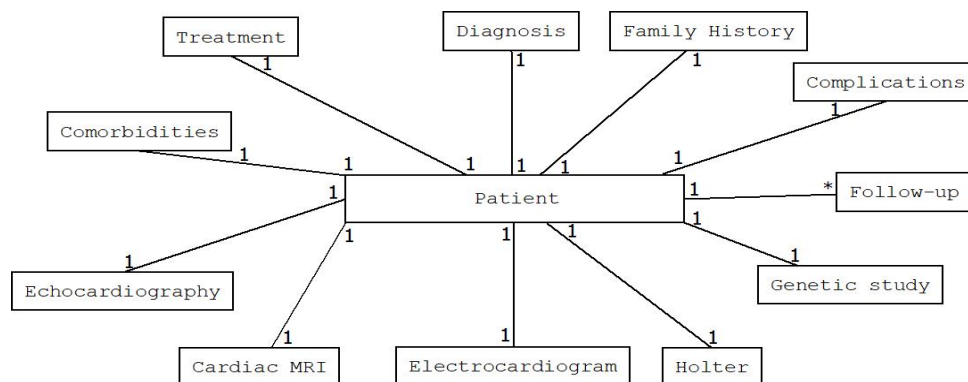 Diagnosis
Family History
Treatment
1
1
1
Complications
1
Comorbidities
1
1
1
1
1
1
1
Patient
1
*
Follow-up
1
1
1
1
1
1
1
Echocardiography
Genetic study
1
1
1
Cardiac MRI
Electrocardiogram
Holter